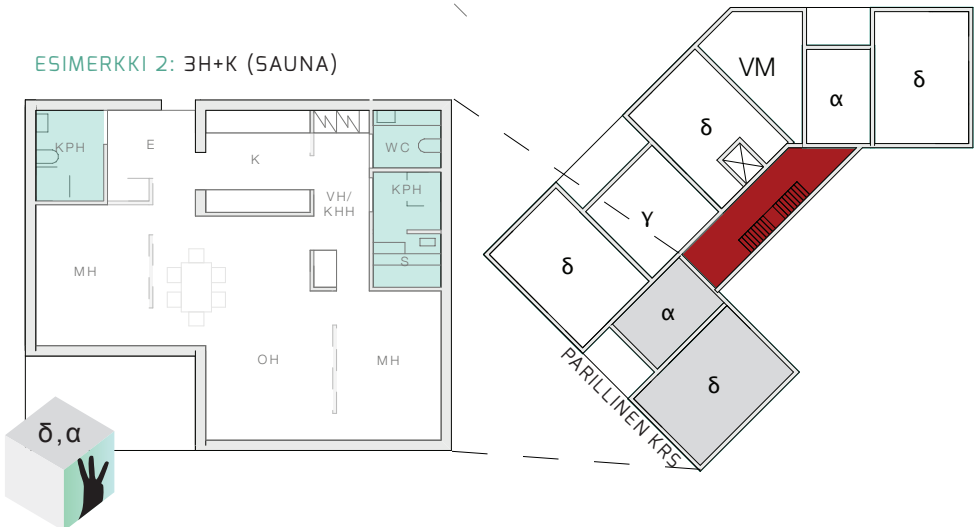 ESIMERKKI 2: 3H+K (SAUNA)
KPH
E
K
WC
VH/
KHH
KPH
S
MH
OH
MH
δ,α
VM
α
δ
δ
γ
δ
α
δ
PARILLINEN KRS